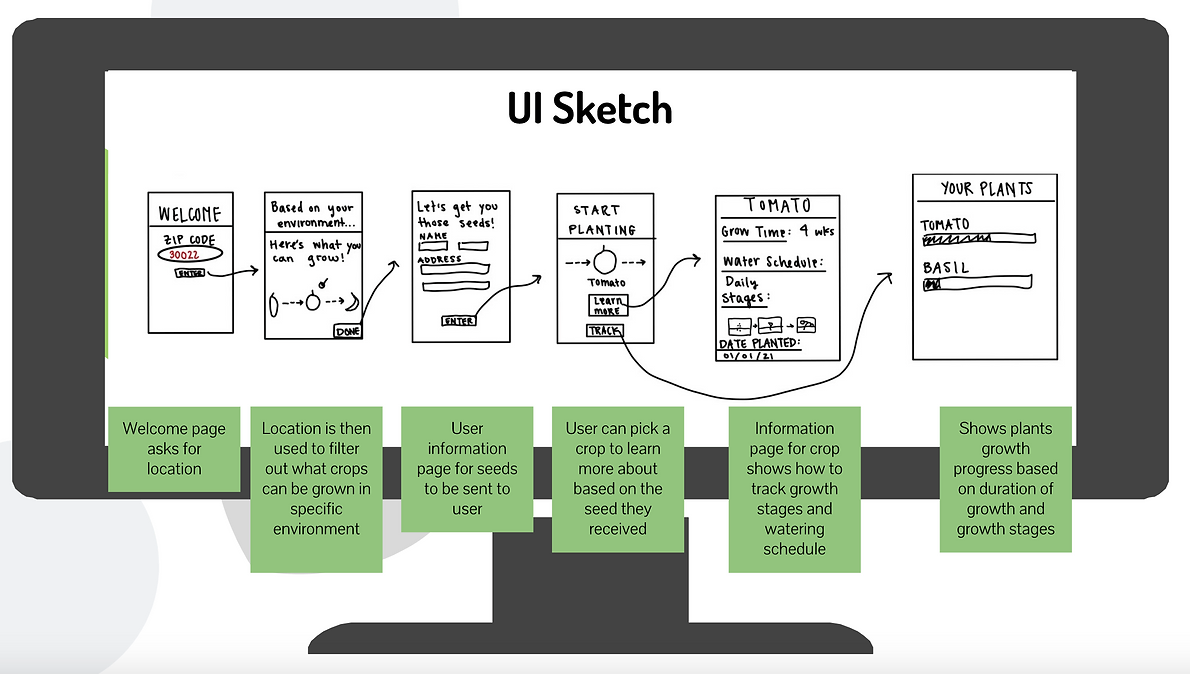 UI Sketch
WELCOME
ZIP CODE
30022
ENTER
Based on your
environment...
Here's what you
can grow!
DONE
Let's get you
those seeds!
NAME
ADDRESS
ENTER
START
PLANTING
Tomato
Learn
MORE
TRACK
TOMATO
Grow Time: 4 wks
Water Schedule:
Daily
Stages:
DATE PLANTED:
01/01/21
YOUR PLANTS
TOMATO
BASIL
Welcome page
asks for
location
Location is then
used to filter
out what crops
can be grown in
specific
environment
User
information
page for seeds
to be sent to
user
User can pick a
crop to learn
more about
based on the
seed they
received
Information
page for crop
shows how to
track growth
stages and
watering
schedule
Shows plants
growth
progress based
on duration of
growth and
growth stages